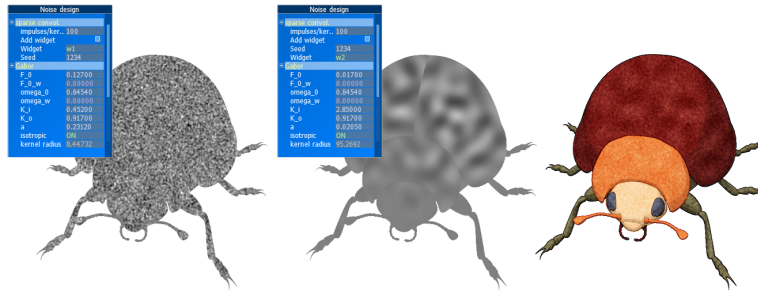 Noise design
sparse convol.
impulses/ker.. 100
Add widget
Widget w1
Seed 1234
Gabor
F_0 0.12700
F_0_w 0.00000
omega_0 0.84540
omega_w 0.00000
K_i 0.45200
K_o 0.91700
a 0.23120
isotropic ON
kernel radius 8.44732
Noise design
sparse convol.
impulses/ker.. 100
Add widget
Seed 1234
Widget w2
Gabor
F_0 0.01700
F_0_w 0.00000
omega_0 0.84540
omega_w 0.00000
K_i 2.85000
K_o 0.91700
a 0.02050
isotropic ON
kernel radius 95.2692